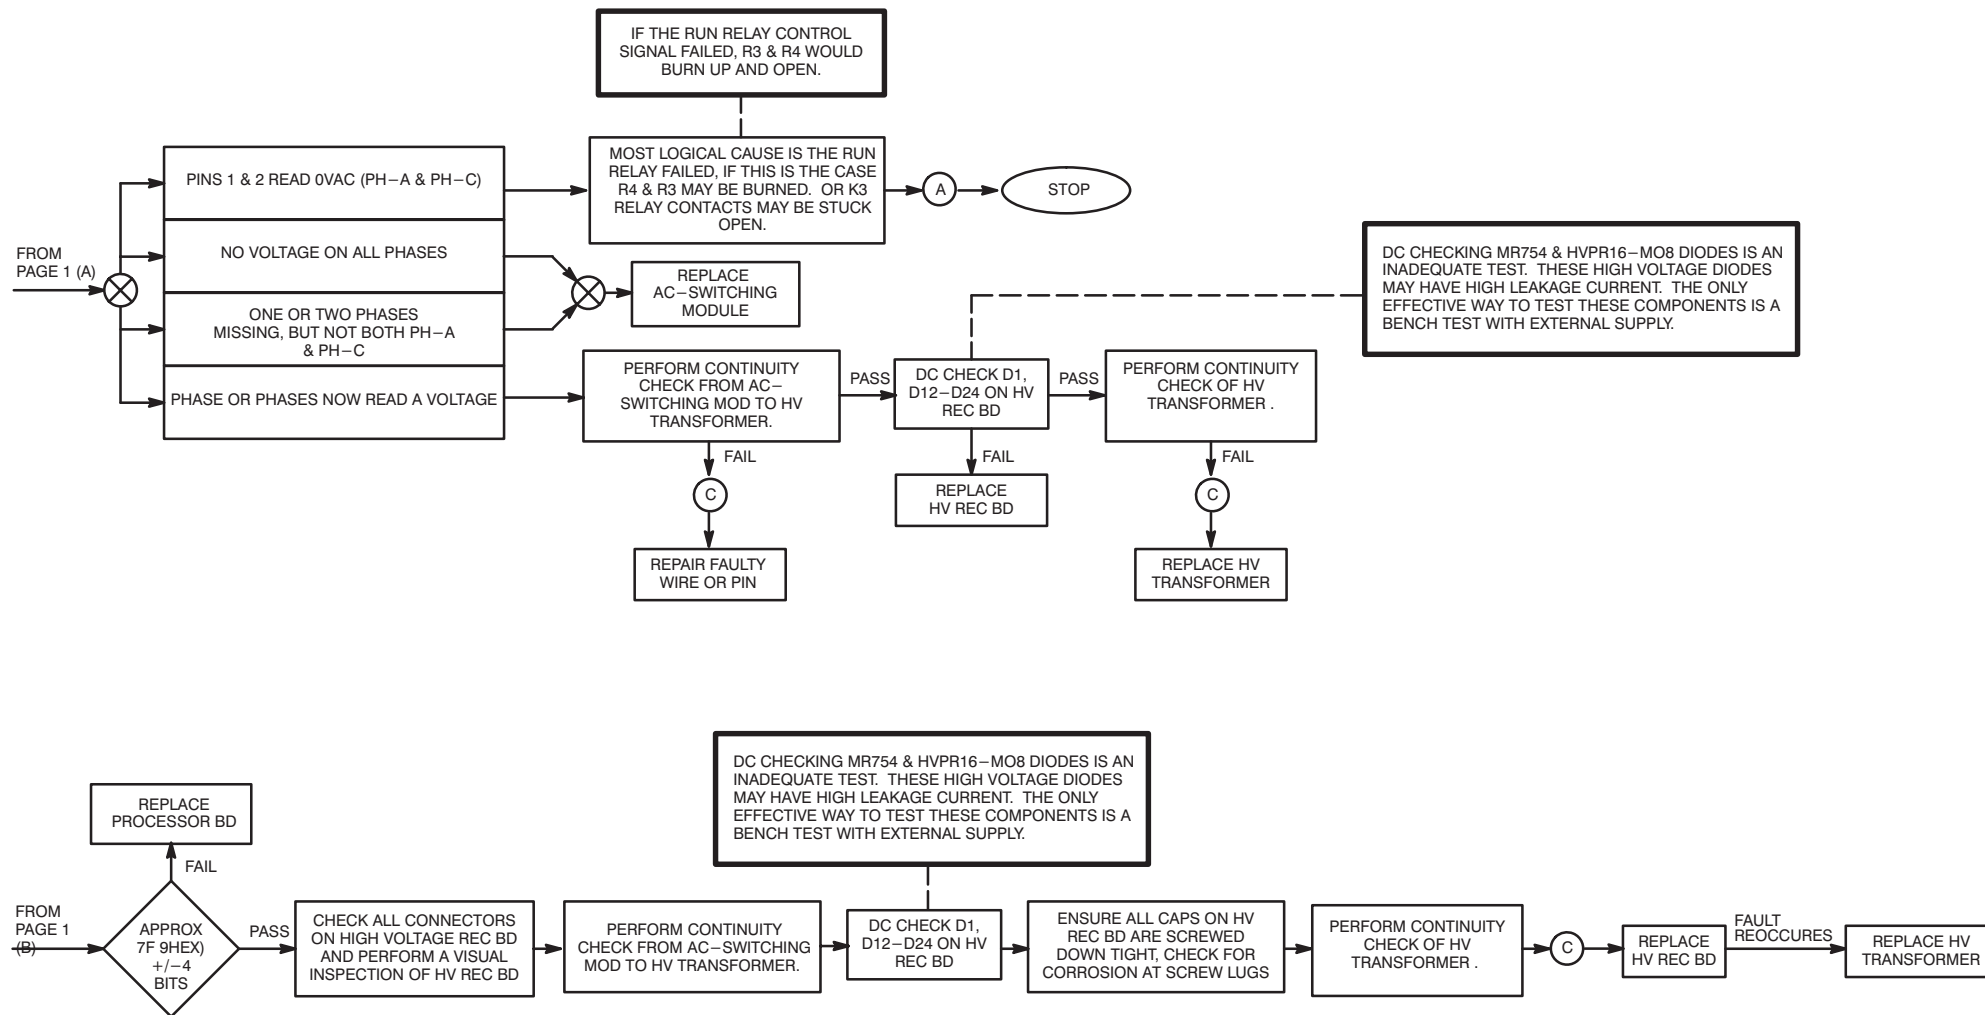 IF THE RUN RELAY CONTROL
SIGNAL FAILED, R3 & R4 WOULD
BURN UP AND OPEN.
PINS 1 & 2 READ 0VAC (PH−A & PH−C)
MOST LOGICAL CAUSE IS THE RUN
RELAY FAILED, IF THIS IS THE CASE
R4 & R3 MAY BE BURNED. OR K3
RELAY CONTACTS MAY BE STUCK
OPEN.
A
STOP
FROM
PAGE 1 (A)
NO VOLTAGE ON ALL PHASES
REPLACE
AC−SWITCHING
MODULE
DC CHECKING MR754 & HVPR16−MO8 DIODES IS AN
INADEQUATE TEST. THESE HIGH VOLTAGE DIODES
MAY HAVE HIGH LEAKAGE CURRENT. THE ONLY
EFFECTIVE WAY TO TEST THESE COMPONENTS IS A
BENCH TEST WITH EXTERNAL SUPPLY.
ONE OR TWO PHASES
MISSING, BUT NOT BOTH PH−A
& PH−C
PHASE OR PHASES NOW READ A VOLTAGE
PERFORM CONTINUITY
CHECK FROM AC−
SWITCHING MOD TO HV
TRANSFORMER.
PASS
DC CHECK D1,
D12−D24 ON HV
REC BD
PASS
PERFORM CONTINUITY
CHECK OF HV
TRANSFORMER .
FAIL
C
REPAIR FAULTY
WIRE OR PIN
FAIL
REPLACE
HV REC BD
FAIL
C
REPLACE HV
TRANSFORMER
DC CHECKING MR754 & HVPR16−MO8 DIODES IS AN
INADEQUATE TEST. THESE HIGH VOLTAGE DIODES
MAY HAVE HIGH LEAKAGE CURRENT. THE ONLY
EFFECTIVE WAY TO TEST THESE COMPONENTS IS A
BENCH TEST WITH EXTERNAL SUPPLY.
REPLACE
PROCESSOR BD
FAIL
FROM
PAGE 1
(B)
APPROX
7F 9HEX)
+/−4
BITS
PASS
CHECK ALL CONNECTORS
ON HIGH VOLTAGE REC BD
AND PERFORM A VISUAL
INSPECTION OF HV REC BD
PERFORM CONTINUITY
CHECK FROM AC−SWITCHING
MOD TO HV TRANSFORMER.
DC CHECK D1,
D12−D24 ON HV
REC BD
ENSURE ALL CAPS ON HV
REC BD ARE SCREWED
DOWN TIGHT, CHECK FOR
CORROSION AT SCREW LUGS
PERFORM CONTINUITY
CHECK OF HV
TRANSFORMER .
C
REPLACE
HV REC BD
FAULT
REOCCURES
REPLACE HV
TRANSFORMER